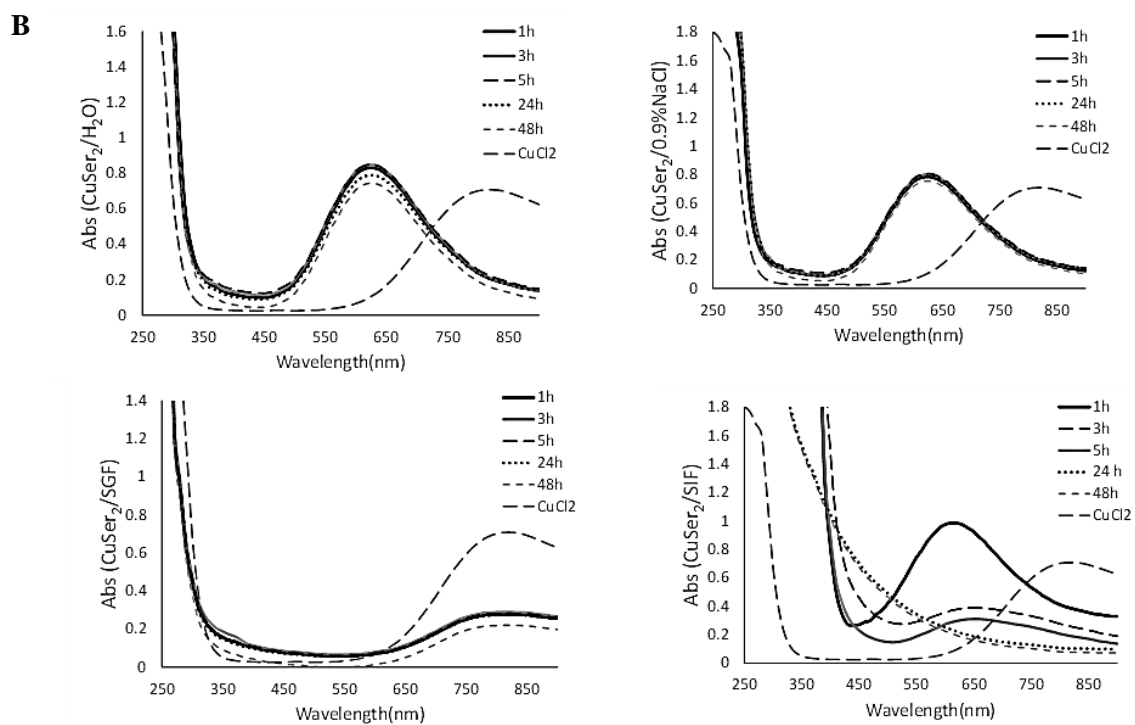 B
Abs (CuSer₂/H₂O)
1.6
1.4
1.2
1
0.8
0.6
0.4
0.2
0
1h
3h
5h
24h
48h
CuCl2
250 350 450 550 650 750 850
Wavelength(nm)
Abs (CuSer₂/0.9%NaCl)
1.8
1.6
1.4
1.2
1
0.8
0.6
0.4
0.2
0
1h
3h
5h
24h
48h
CuCl2
250 350 450 550 650 750 850
Wavelength(nm)
Abs (CuSer₂/SGF)
1.4
1.2
1
0.8
0.6
0.4
0.2
0
1h
3h
5h
24h
48h
CuCl2
250 350 450 550 650 750 850
Wavelength(nm)
Abs (CuSer₂/SIF)
1.8
1.6
1.4
1.2
1
0.8
0.6
0.4
0.2
0
1h
3h
5h
24 h
48h
CuCl2
250 350 450 550 650 750 850
Wavelength(nm)